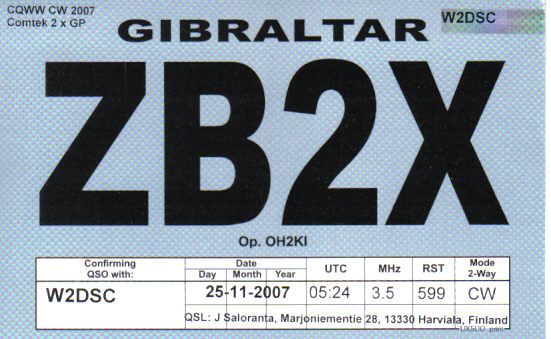 CQWW CW 2007
Comtek 2 x GP
GIBRALTAR
W2DSC
ZB2X
Op. OH2KI
Confirming QSO with:
Date
Day Month Year
UTC
MHz
RST
Mode 2-Way
W2DSC
25-11-2007
05:24
3.5
599
CW
QSL: J Saloranta, Marjoniementie 28, 13330 Harviala, Finland
UX5UO print